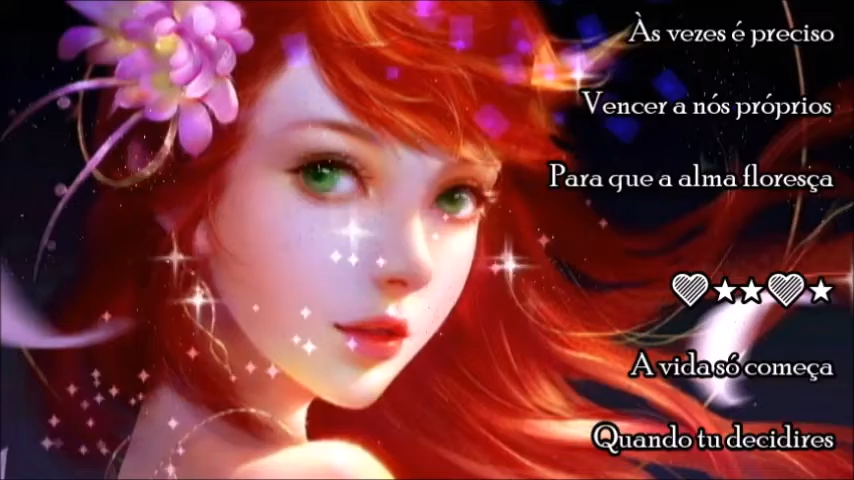 Às vezes é preciso
Vencer a nós próprios
Para que a alma floresça
A vida só começa
Quando tu decidires